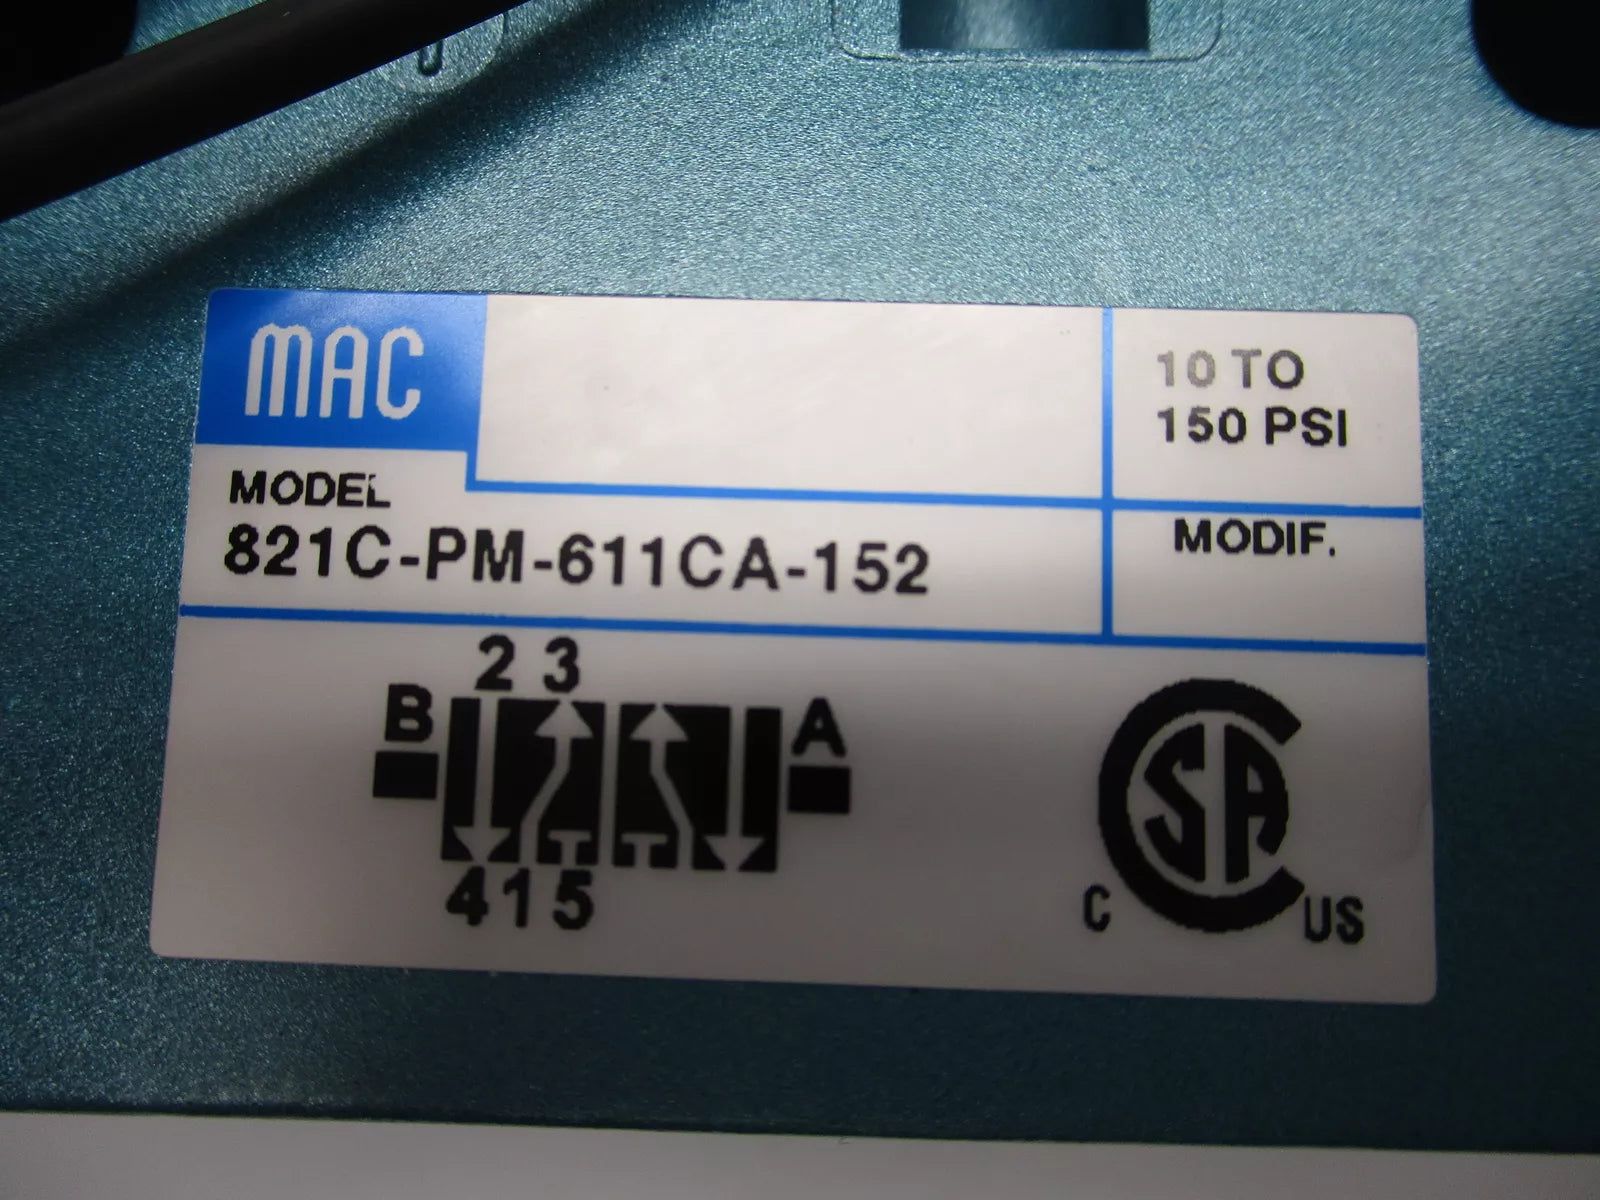 MAC
10 TO
150 PSI
MODEL
821C-PM-611CA-152
MODIF.
2 3
B
A
4 1 5
C SA US